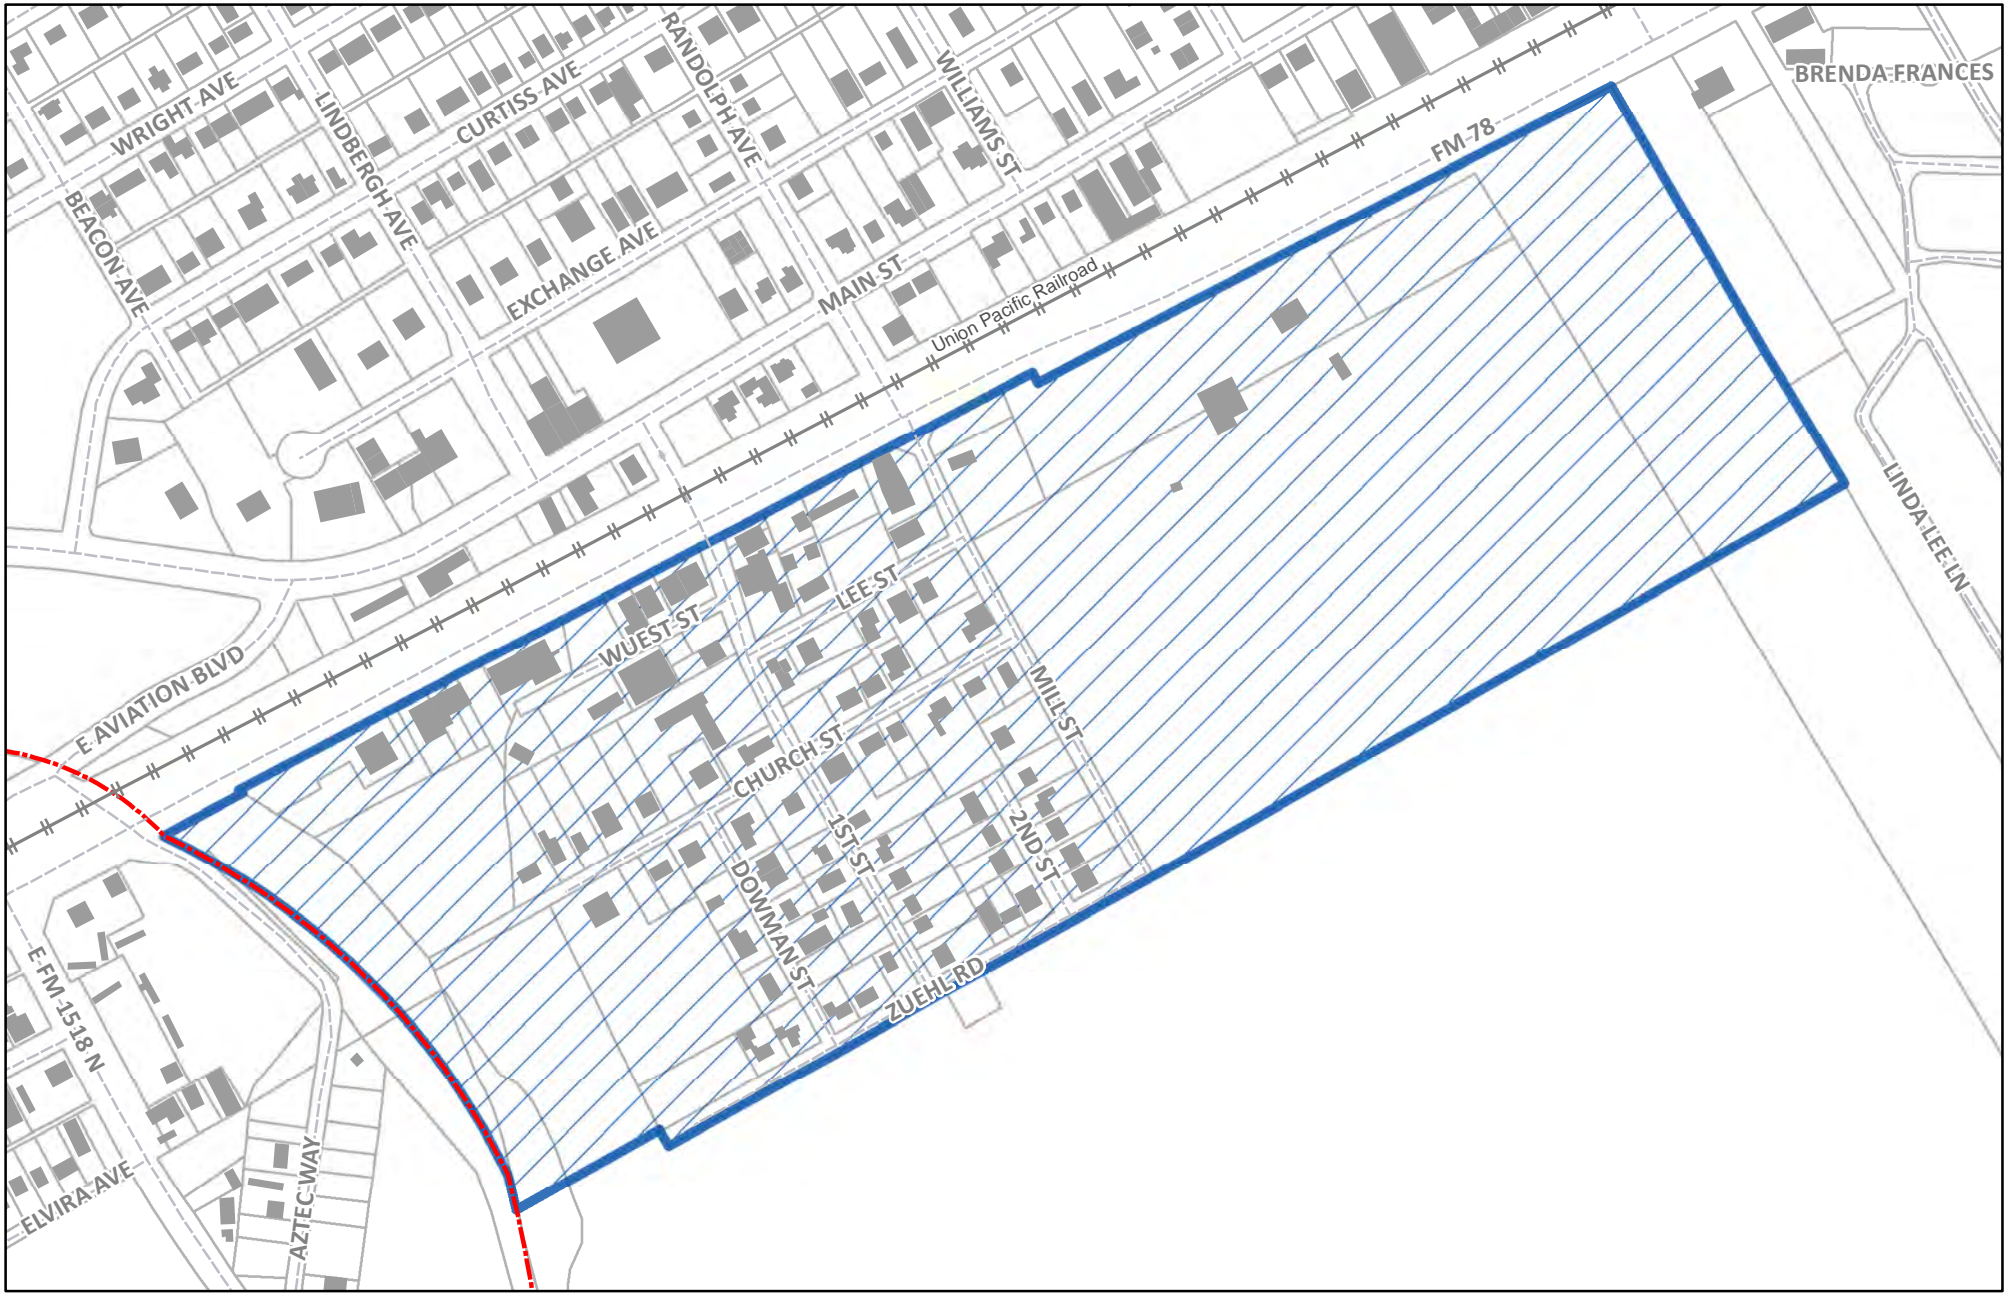 RANDOLPH AVE
WILLIAMS ST
BRENDA FRANCES
WRIGHT AVE
LINDBERGH AVE
CURTISS AVE
FM 78
BEACON AVE
EXCHANGE AVE
MAIN ST
Union Pacific Railroad
LINDA LEE LN
LEE ST
WUEST ST
E AVIATION BLVD
MILL ST
CHURCH ST
1ST ST
2ND ST
DOWMAN ST
ZUEHL RD
E FM 1518 N
ELVIRA AVE
AZTEC WAY